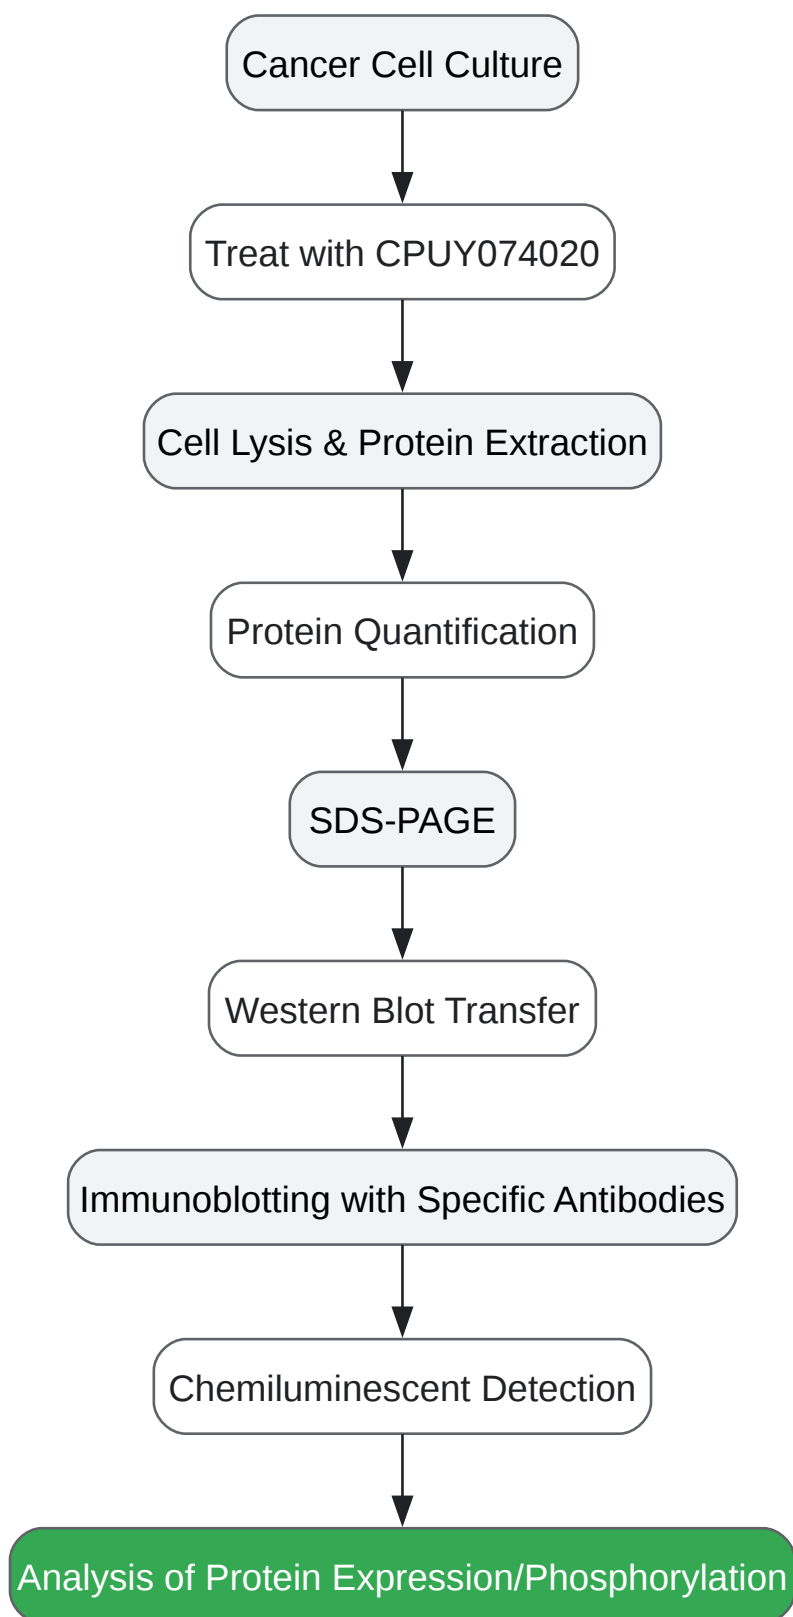 Cancer Cell Culture
Treat with CPUY074020
Cell Lysis & Protein Extraction
Protein Quantification
SDS-PAGE
Western Blot Transfer
Immunoblotting with Specific Antibodies
Chemiluminescent Detection
Analysis of Protein Expression/Phosphorylation